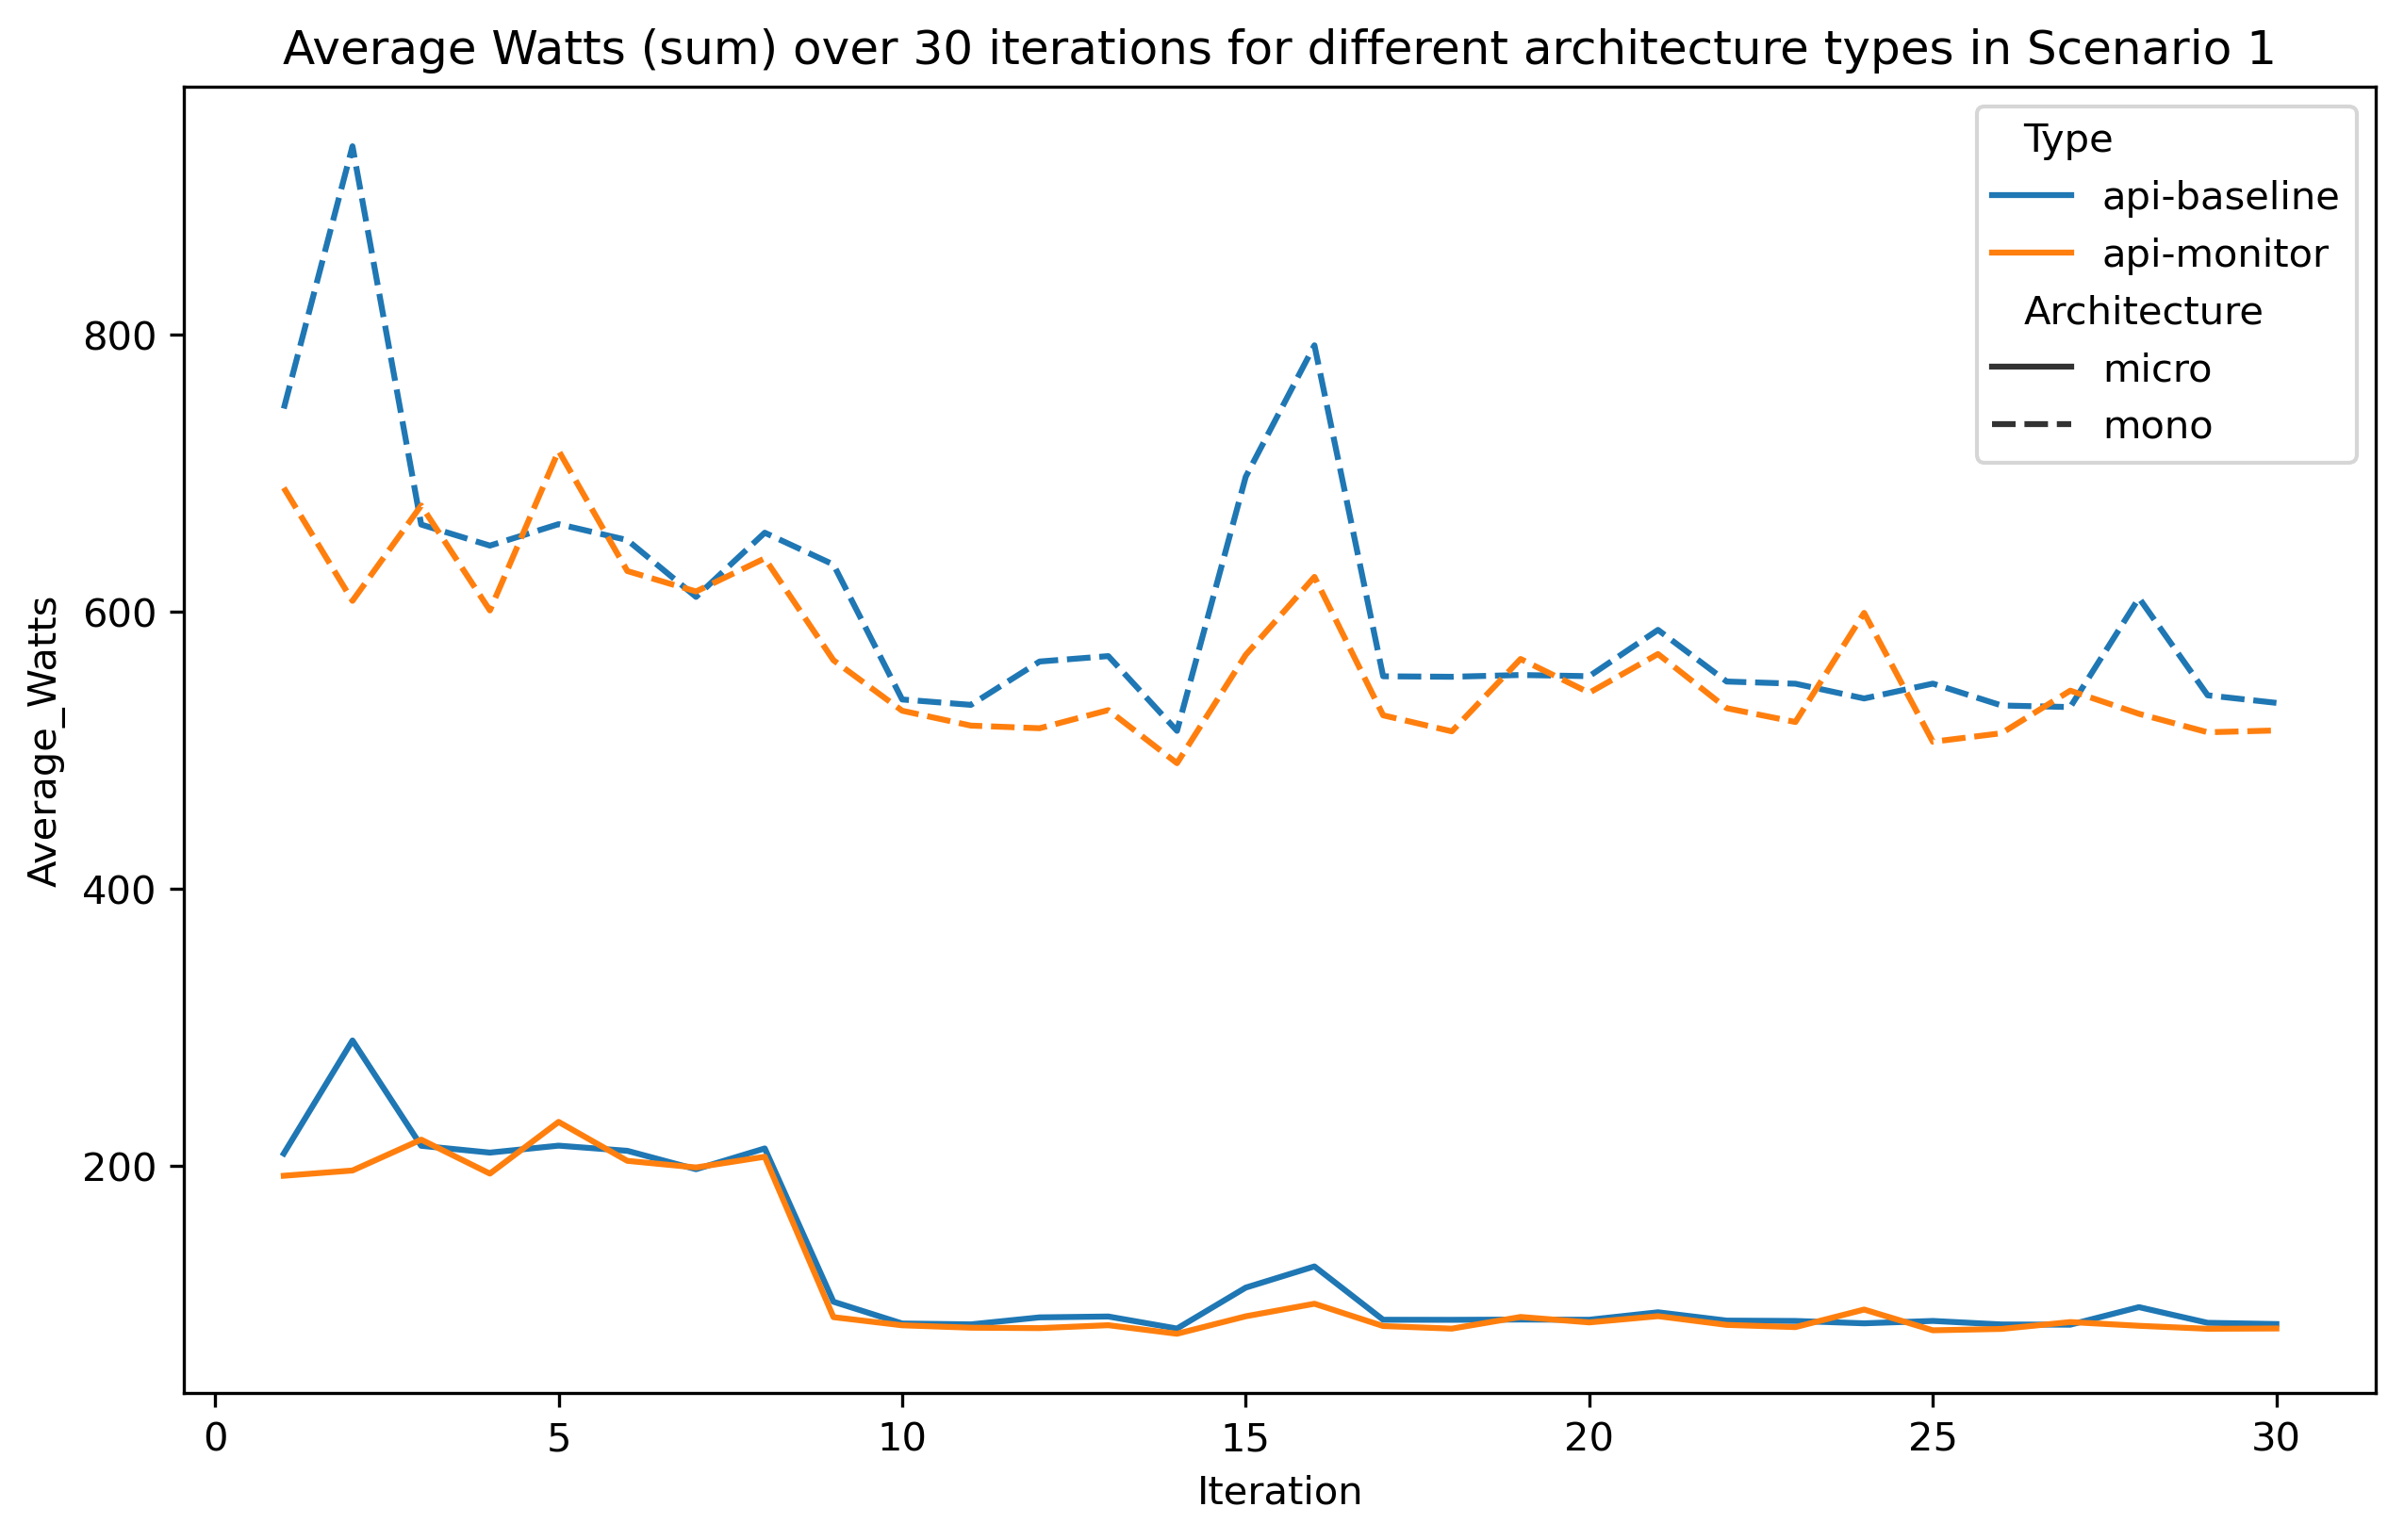 Average Watts (sum) over 30 iterations for different architecture types in Scenario 1
Type
api-baseline
api-monitor
Architecture
micro
mono
800
600
400
200
Average_Watts
0 5 10 15 20 25 30
Iteration